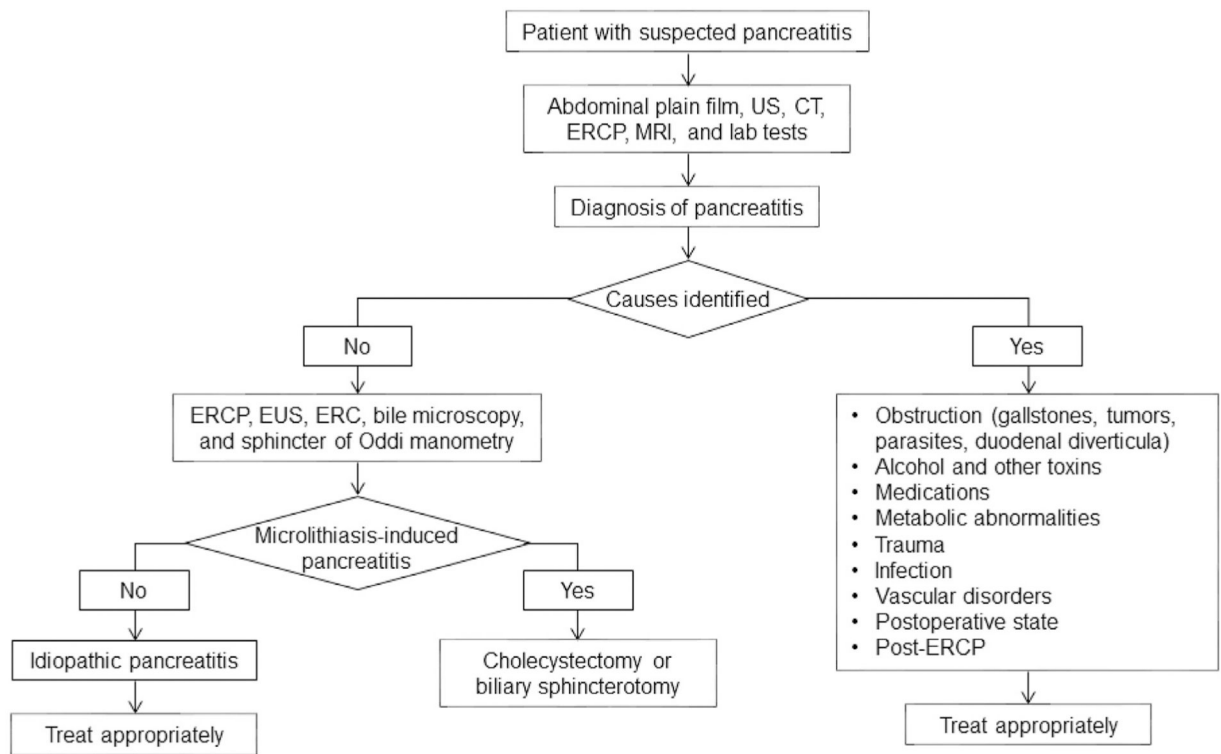 Patient with suspected pancreatitis
Abdominal plain film, US, CT,
ERCP, MRI, and lab tests
Diagnosis of pancreatitis
Causes identified
No
Yes
ERCP, EUS, ERC, bile microscopy,
and sphincter of Oddi manometry
Microlithiasis-induced
pancreatitis
No
Yes
Idiopathic pancreatitis
Treat appropriately
Cholecystectomy or
biliary sphincterotomy
• Obstruction (gallstones, tumors,
parasites, duodenal diverticula)
• Alcohol and other toxins
• Medications
• Metabolic abnormalities
• Trauma
• Infection
• Vascular disorders
• Postoperative state
• Post-ERCP
Treat appropriately